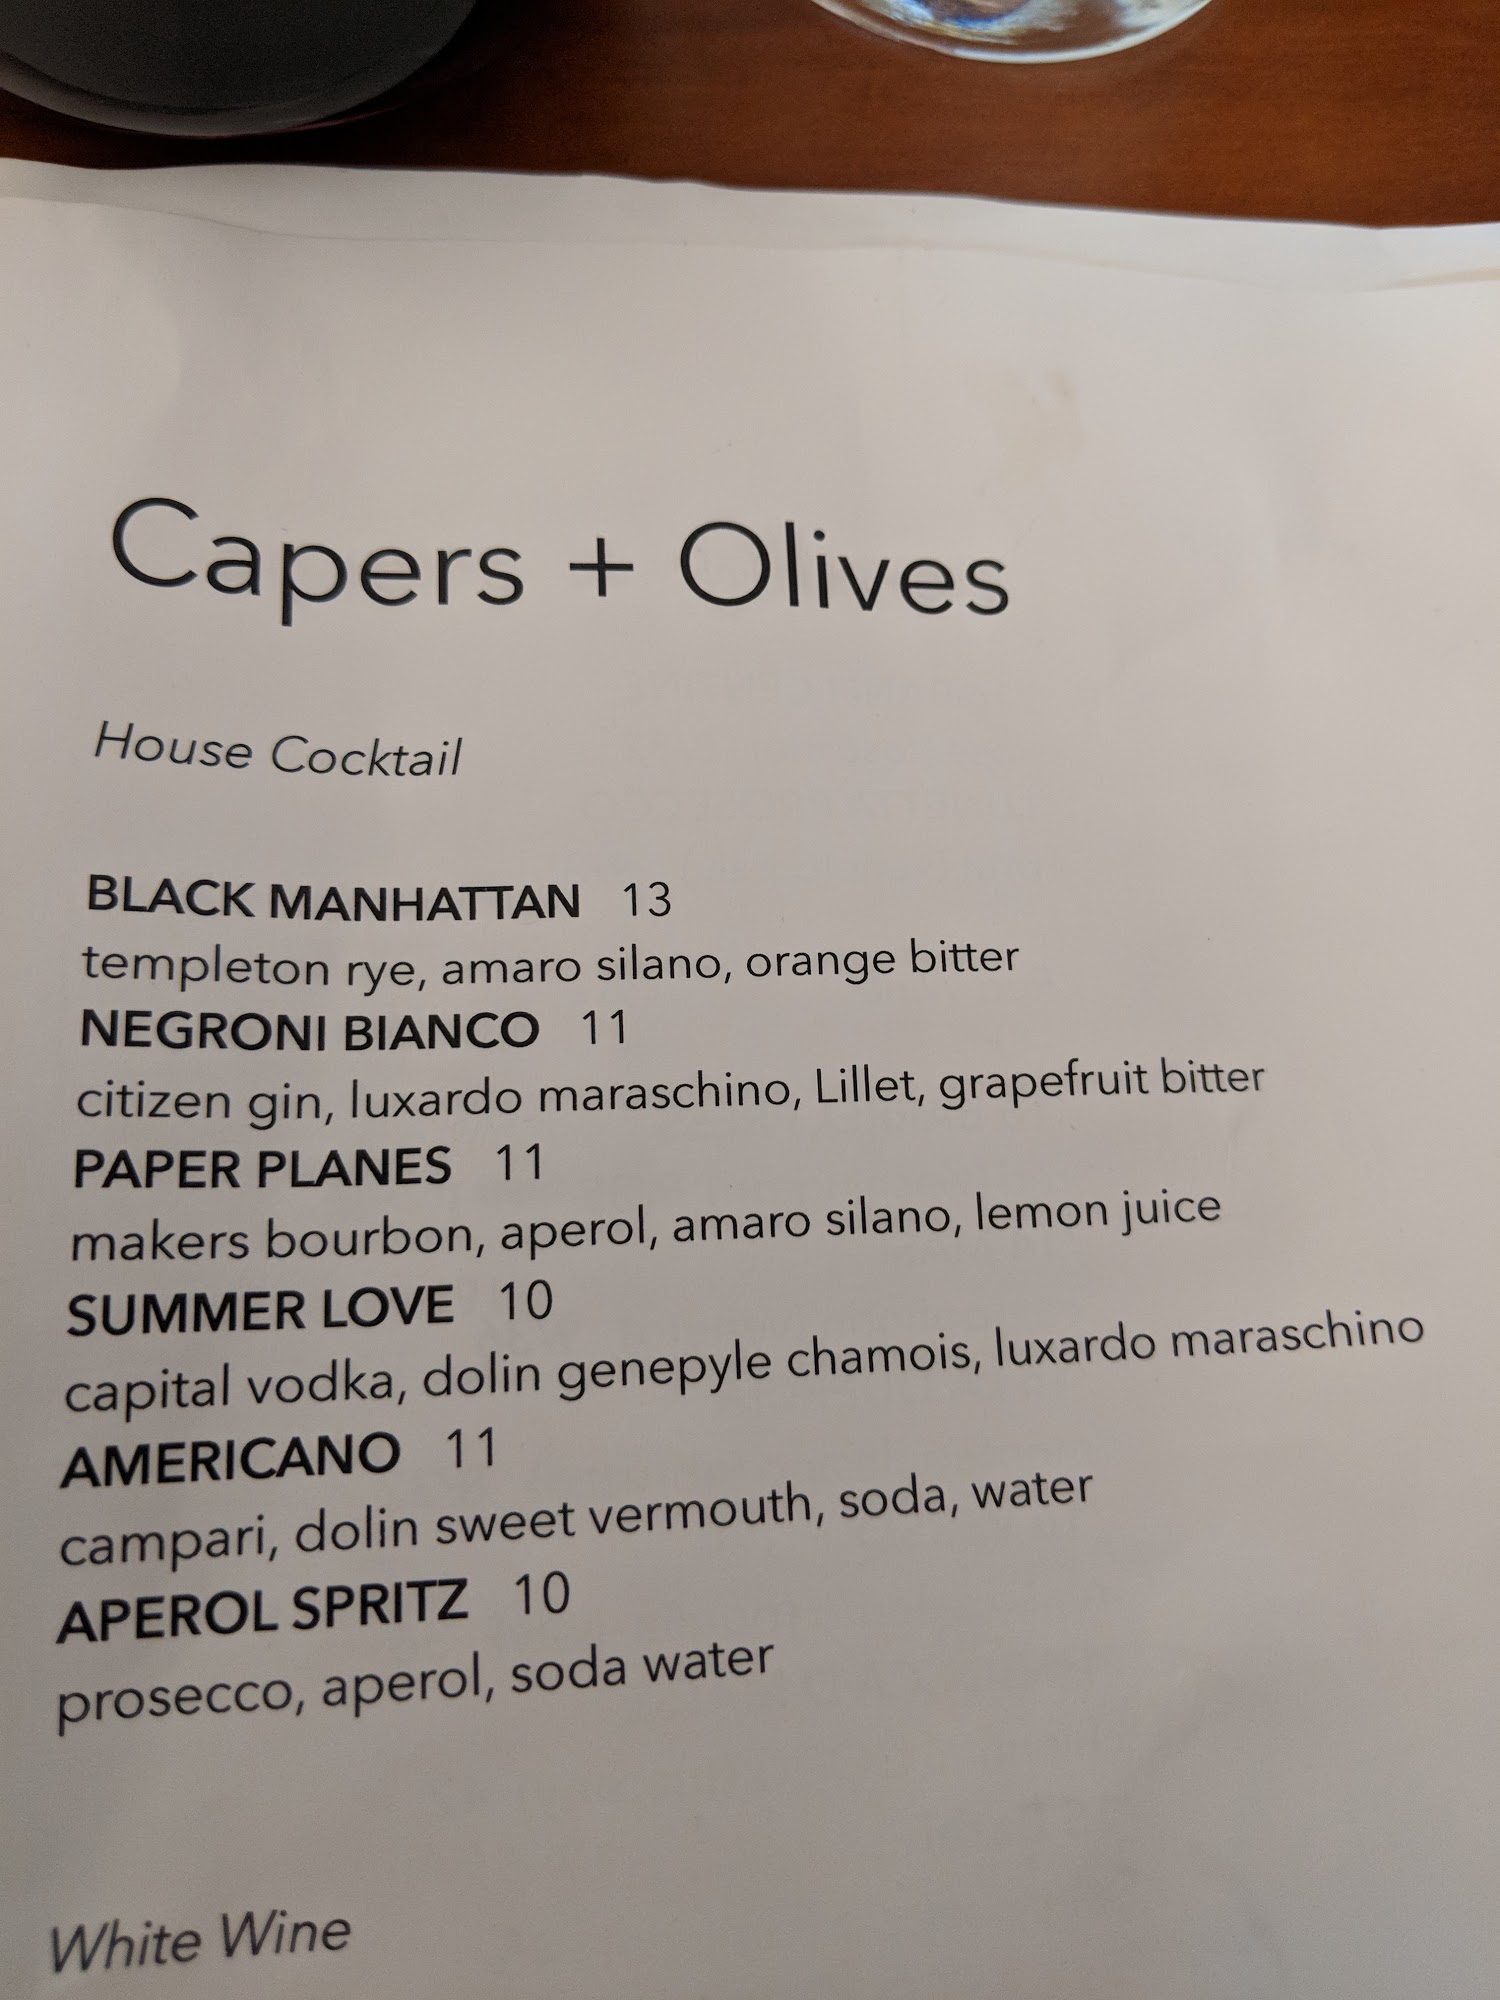 Capers + Olives
House Cocktail
BLACK MANHATTAN 13
templeton rye, amaro silano, orange bitter
NEGRONI BIANCO 11
citizen gin, luxardo maraschino, Lillet, grapefruit bitter
PAPER PLANES 11
makers bourbon, aperol, amaro silano, lemon juice
SUMMER LOVE 10
capital vodka, dolin genepyle chamois, luxardo maraschino
AMERICANO 11
campari, dolin sweet vermouth, soda, water
APEROL SPRITZ 10
prosecco, aperol, soda water
White Wine